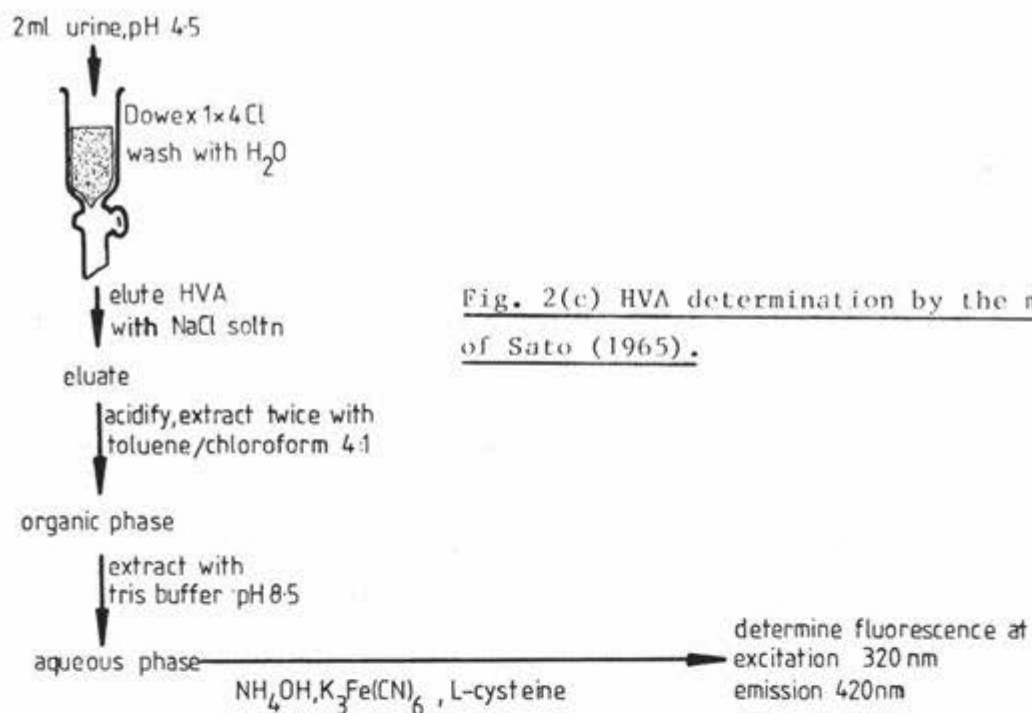 2ml urine,pH 4·5
Dowex 1×4 Cl
wash with H₂O
elute HVA
with NaCl soltn
Fig. 2(c) HVA determination by the
of Sato (1965).
eluate
acidify,extract twice with
toluene/chloroform 4:1
organic phase
extract with
tris buffer pH 8·5
aqueous phase
NH₄OH,K₃Fe(CN)₆ , L-cysteine
determine fluorescence at
excitation 320 nm
emission 420nm